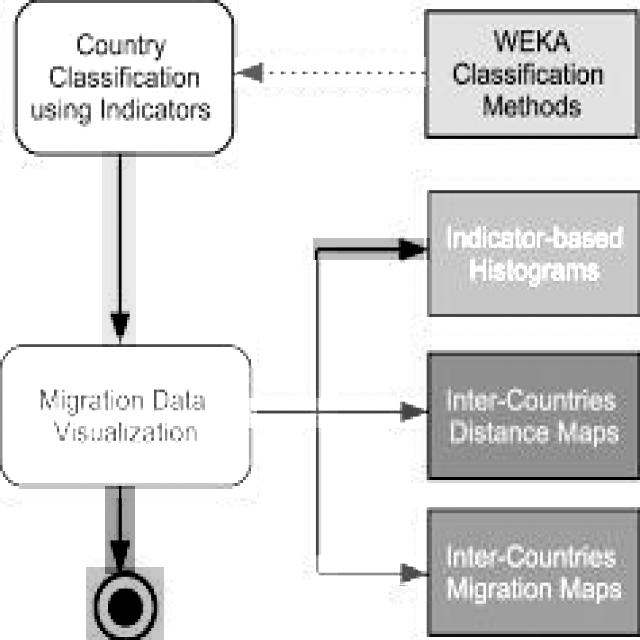 Country
Classification
using Indicators
WEKA
Classification
Methods
Indicator-based
Histograms
Migration Data
Visualization
Inter-Countries
Distance Maps
Inter-Countries
Migration Maps